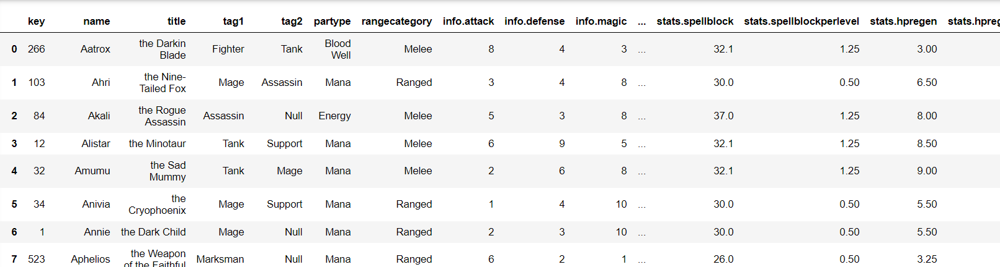 key name title tag1 tag2 partype rangecategory info.attack info.defense info.magic ... stats.spellblock stats.spellblockperlevel stats.hpregen stats.hpreg
0 266 Aatrox the Darkin Blade Fighter Tank Blood Well Melee 8 4 3 ... 32.1 1.25 3.00
1 103 Ahri the Nine-Tailed Fox Mage Assassin Mana Ranged 3 4 8 ... 30.0 0.50 6.50
2 84 Akali the Rogue Assassin Assassin Null Energy Melee 5 3 8 ... 37.0 1.25 8.00
3 12 Alistar the Minotaur Tank Support Mana Melee 6 9 5 ... 32.1 1.25 8.50
4 32 Amumu the Sad Mummy Tank Mage Mana Melee 2 6 8 ... 32.1 1.25 9.00
5 34 Anivia the Cryophoenix Mage Support Mana Ranged 1 4 10 ... 30.0 0.50 5.50
6 1 Annie the Dark Child Mage Null Mana Ranged 2 3 10 ... 30.0 0.50 5.50
7 523 Aphelios the Weapon of the Faithful Marksman Null Mana Ranged 6 2 1 ... 26.0 0.50 3.25